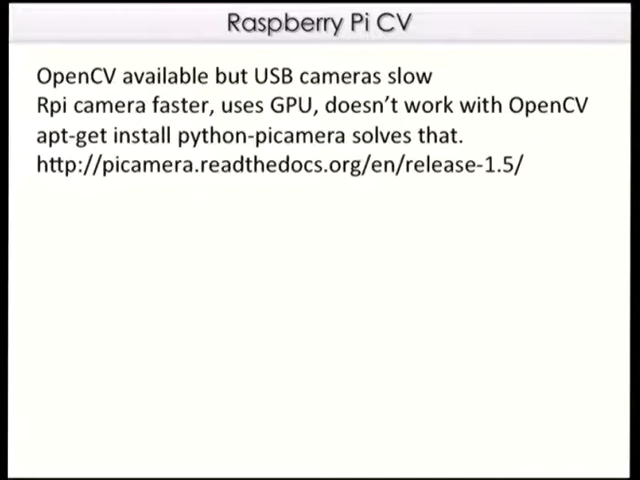 Raspberry Pi CV
OpenCV available but USB cameras slow
Rpi camera faster, uses GPU, doesn't work with OpenCV
apt-get install python-picamera solves that.
http://picamera.readthedocs.org/en/release-1.5/